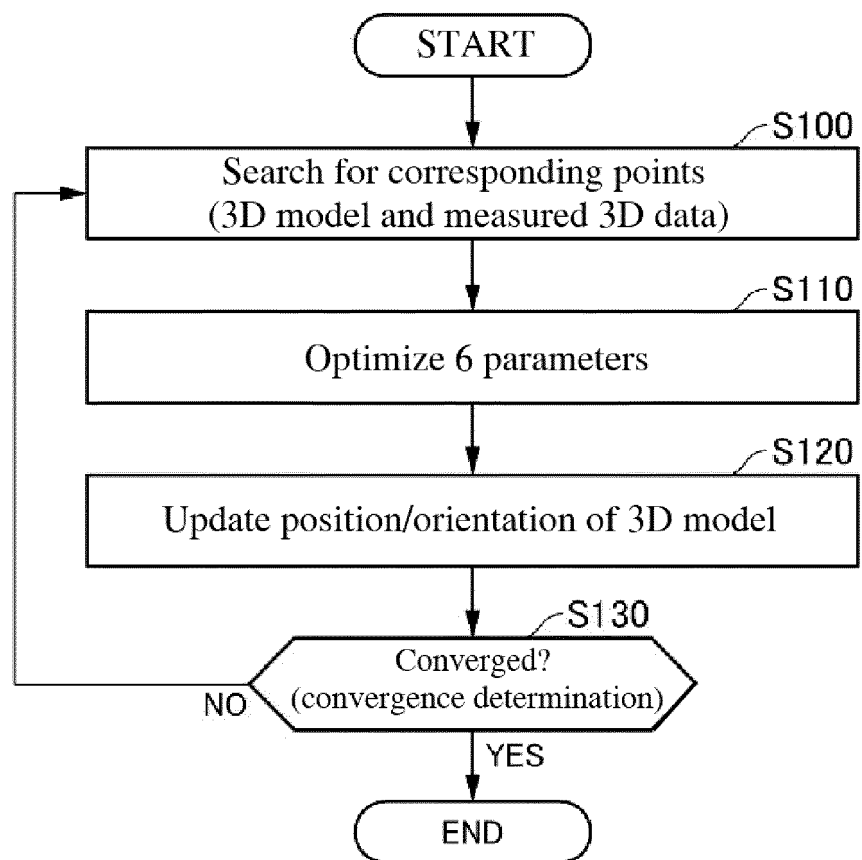 START
S100
Search for corresponding points
(3D model and measured 3D data)
S110
Optimize 6 parameters
S120
Update position/orientation of 3D model
S130
Converged?
(convergence determination)
NO
YES
END